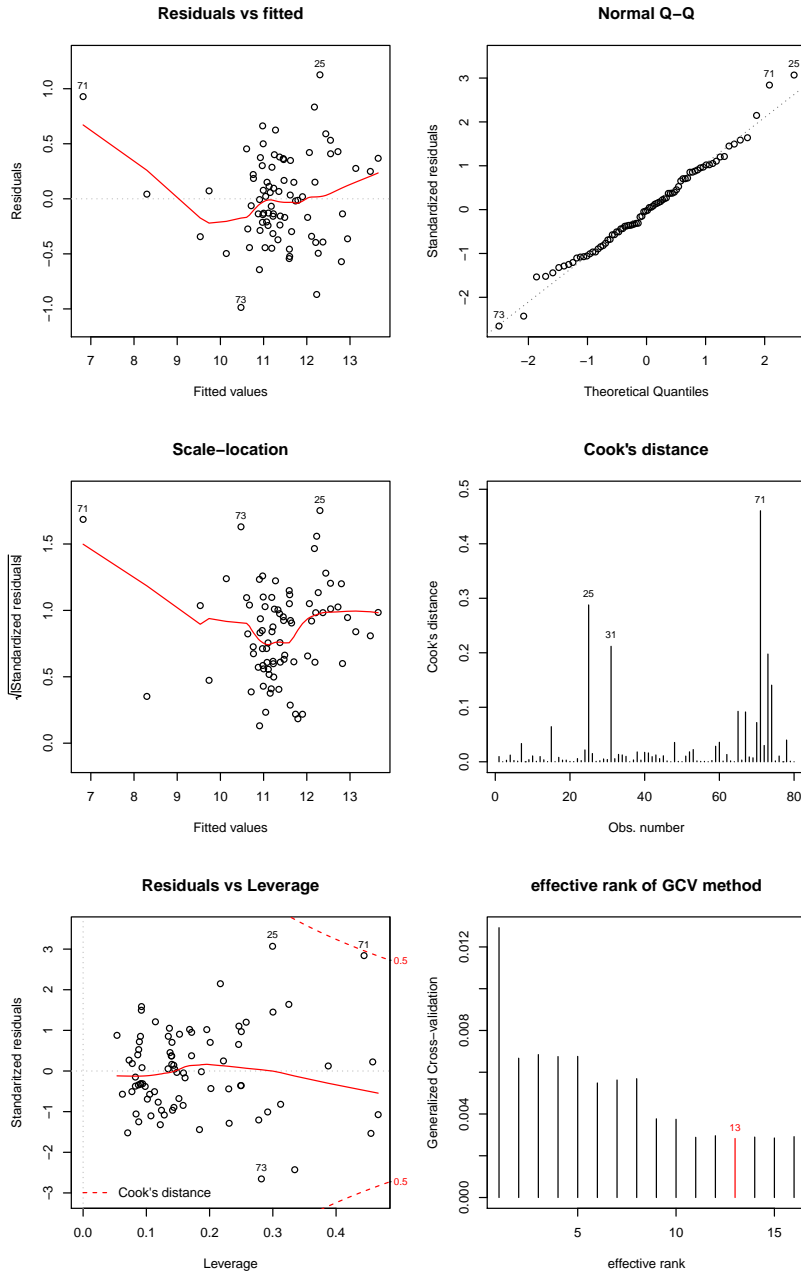 Residuals vs fitted
Residuals
1.0
0.5
0.0
−0.5
−1.0
71
25
73
7 8 9 10 11 12 13
Fitted values
Normal Q−Q
Standardized residuals
3
2
1
0
−1
−2
71
25
73
−2 −1 0 1 2
Theoretical Quantiles
Scale−location
√|Standardized residuals|
1.5
1.0
0.5
0.0
71
73
25
7 8 9 10 11 12 13
Fitted values
Cook's distance
Cook's distance
0.5
0.4
0.3
0.2
0.1
0.0
71
25
31
0 20 40 60 80
Obs. number
Residuals vs Leverage
Standaritzed residuals
3
2
1
0
−1
−2
−3
25
71
0.5
73
0.5
Cook's distance
0.0 0.1 0.2 0.3 0.4
Leverage
effective rank of GCV method
Generalized Cross−validation
0.012
0.008
0.004
0.000
13
5 10 15
effective rank